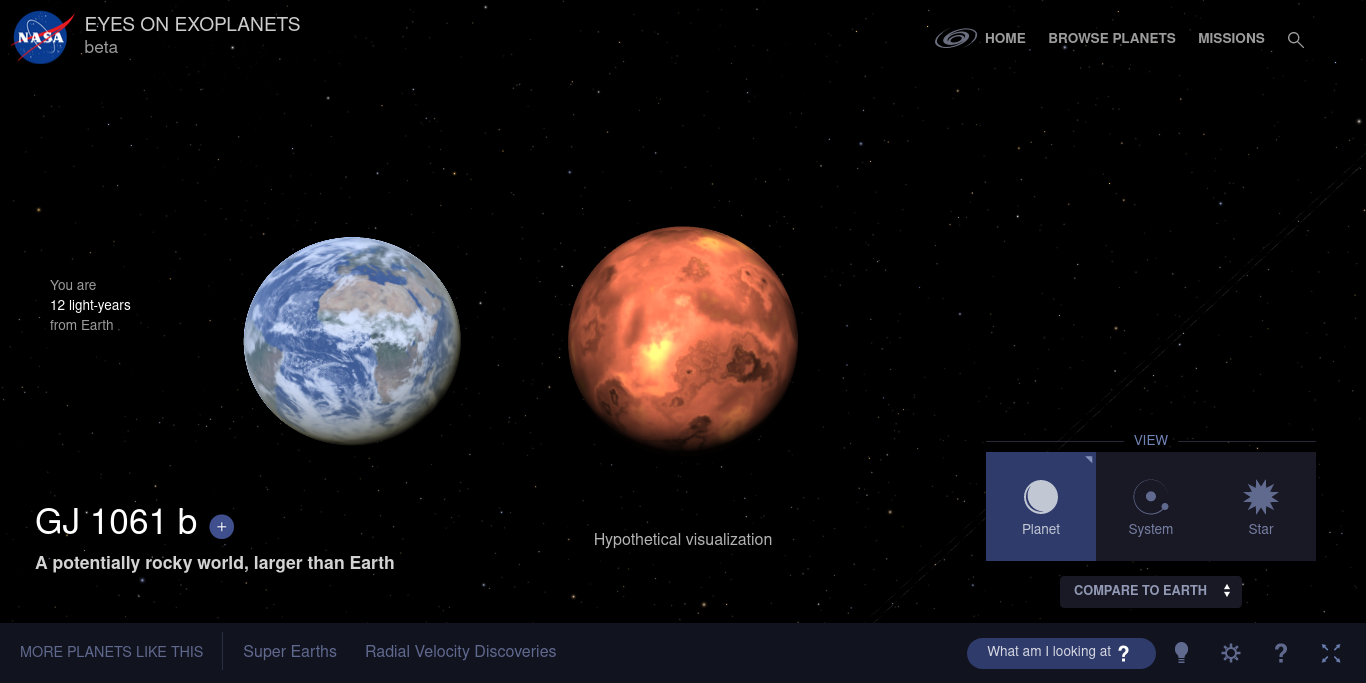 NASA
EYES ON EXOPLANETS
beta
HOME
BROWSE PLANETS
MISSIONS
You are
12 light-years
from Earth
GJ 1061 b +
A potentially rocky world, larger than Earth
Hypothetical visualization
VIEW
Planet
System
Star
COMPARE TO EARTH
MORE PLANETS LIKE THIS
Super Earths
Radial Velocity Discoveries
What am I looking at ?
?